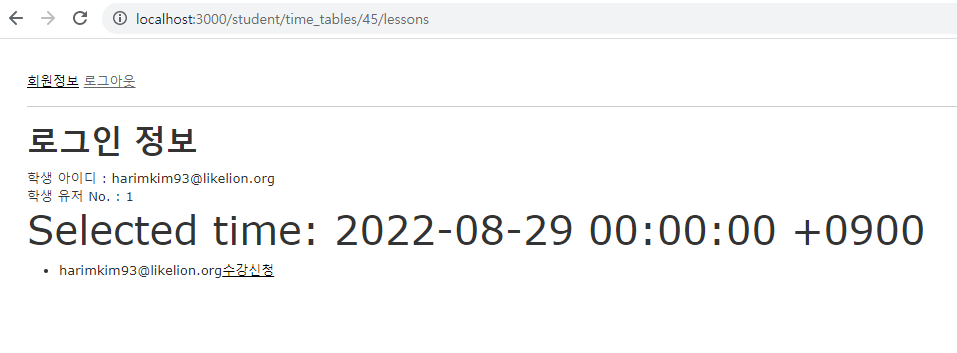 localhost:3000/student/time_tables/45/lessons
회원정보 로그아웃
로그인 정보
학생 아이디 : harimkim93@likelion.org
학생 유저 No. : 1
Selected time: 2022-08-29 00:00:00 +0900
• harimkim93@likelion.org수강신청